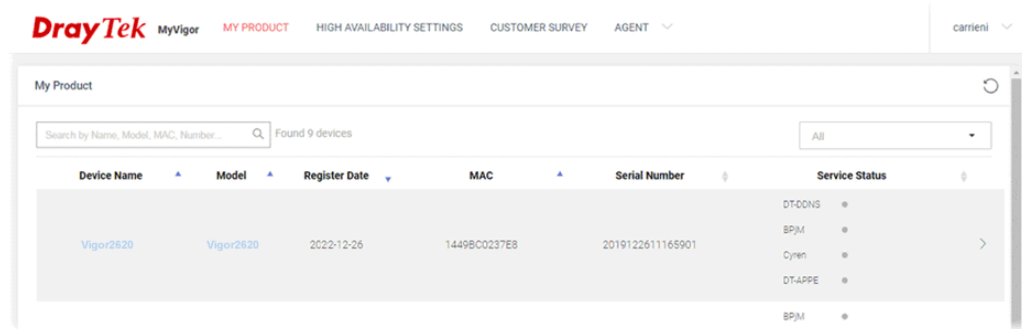 DrayTek MyVigor MY PRODUCT HIGH AVAILABILITY SETTINGS CUSTOMER SURVEY AGENT carrieni
My Product
Search by Name, Model, MAC, Number... Found 9 devices All
Device Name Model Register Date MAC Serial Number Service Status
DT-DDNS
BPjM
Vigor2620 Vigor2620 2022-12-26 1449BC0237E8 2019122611165901
Cyren
DT-APPE
BPjM